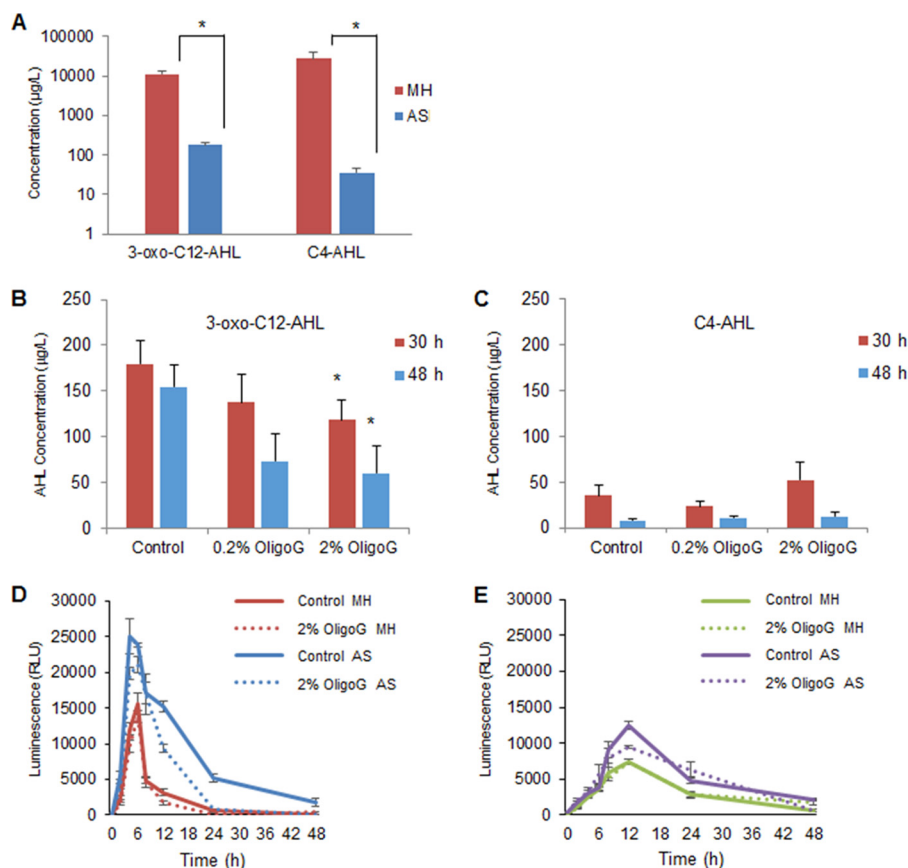 A
*
*
100000
10000
1000
100
10
1
Concentration (µg/L)
MH
AS
3-oxo-C12-AHL
C4-AHL
B
3-oxo-C12-AHL
250
200
150
100
50
0
AHL Concentration (µg/L)
30 h
48 h
*
*
Control
0.2% OligoG
2% OligoG
C
C4-AHL
250
200
150
100
50
0
AHL Concentration (µg/L)
30 h
48 h
Control
0.2% OligoG
2% OligoG
D
30000
25000
20000
15000
10000
5000
0
Luminescence (RLU)
Control MH
2% OligoG MH
Control AS
2% OligoG AS
0 6 12 18 24 30 36 42 48
Time (h)
E
30000
25000
20000
15000
10000
5000
0
Luminescence (RLU)
Control MH
2% OligoG MH
Control AS
2% OligoG AS
0 6 12 18 24 30 36 42 48
Time (h)